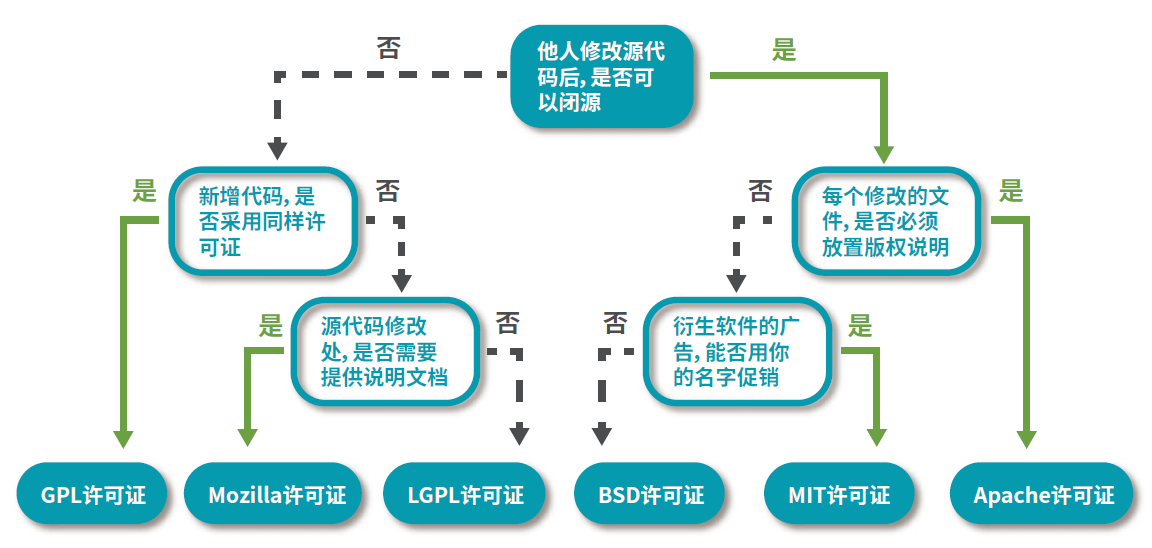 他人修改源代
码后，是否可
以闭源
否
是
新增代码，是
否采用同样许
可证
是
否
每个修改的文
件，是否必须
放置版权说明
否
是
源代码修改
处，是否需要
提供说明文档
是
否
衍生软件的广
告，能否用你
的名字促销
否
是
GPL许可证
Mozilla许可证
LGPL许可证
BSD许可证
MIT许可证
Apache许可证